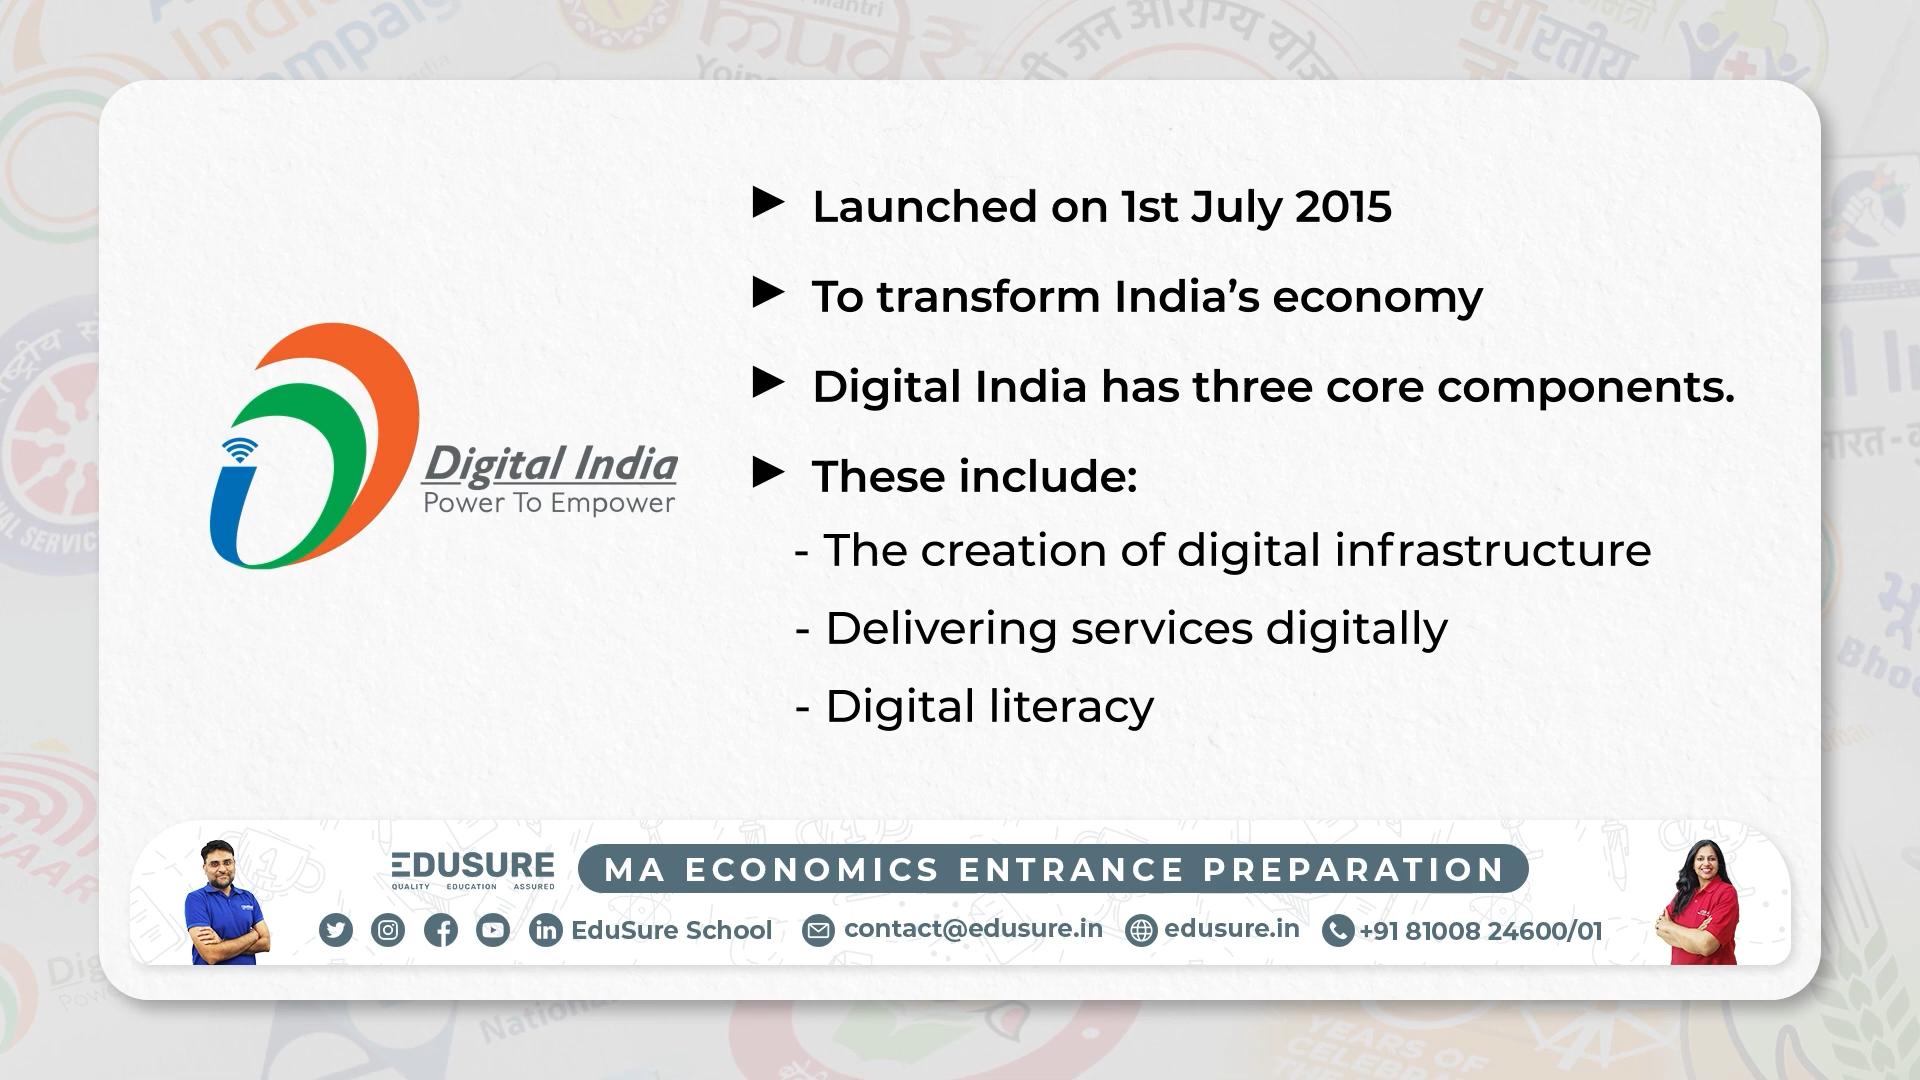 Launched on 1st July 2015
To transform India’s economy
Digital India has three core components.
These include:
- The creation of digital infrastructure
- Delivering services digitally
- Digital literacy
Digital India
Power To Empower
EDUSURE
QUALITY EDUCATION ASSURED
MA ECONOMICS ENTRANCE PREPARATION
EduSure School
contact@edusure.in
edusure.in
+91 81008 24600/01